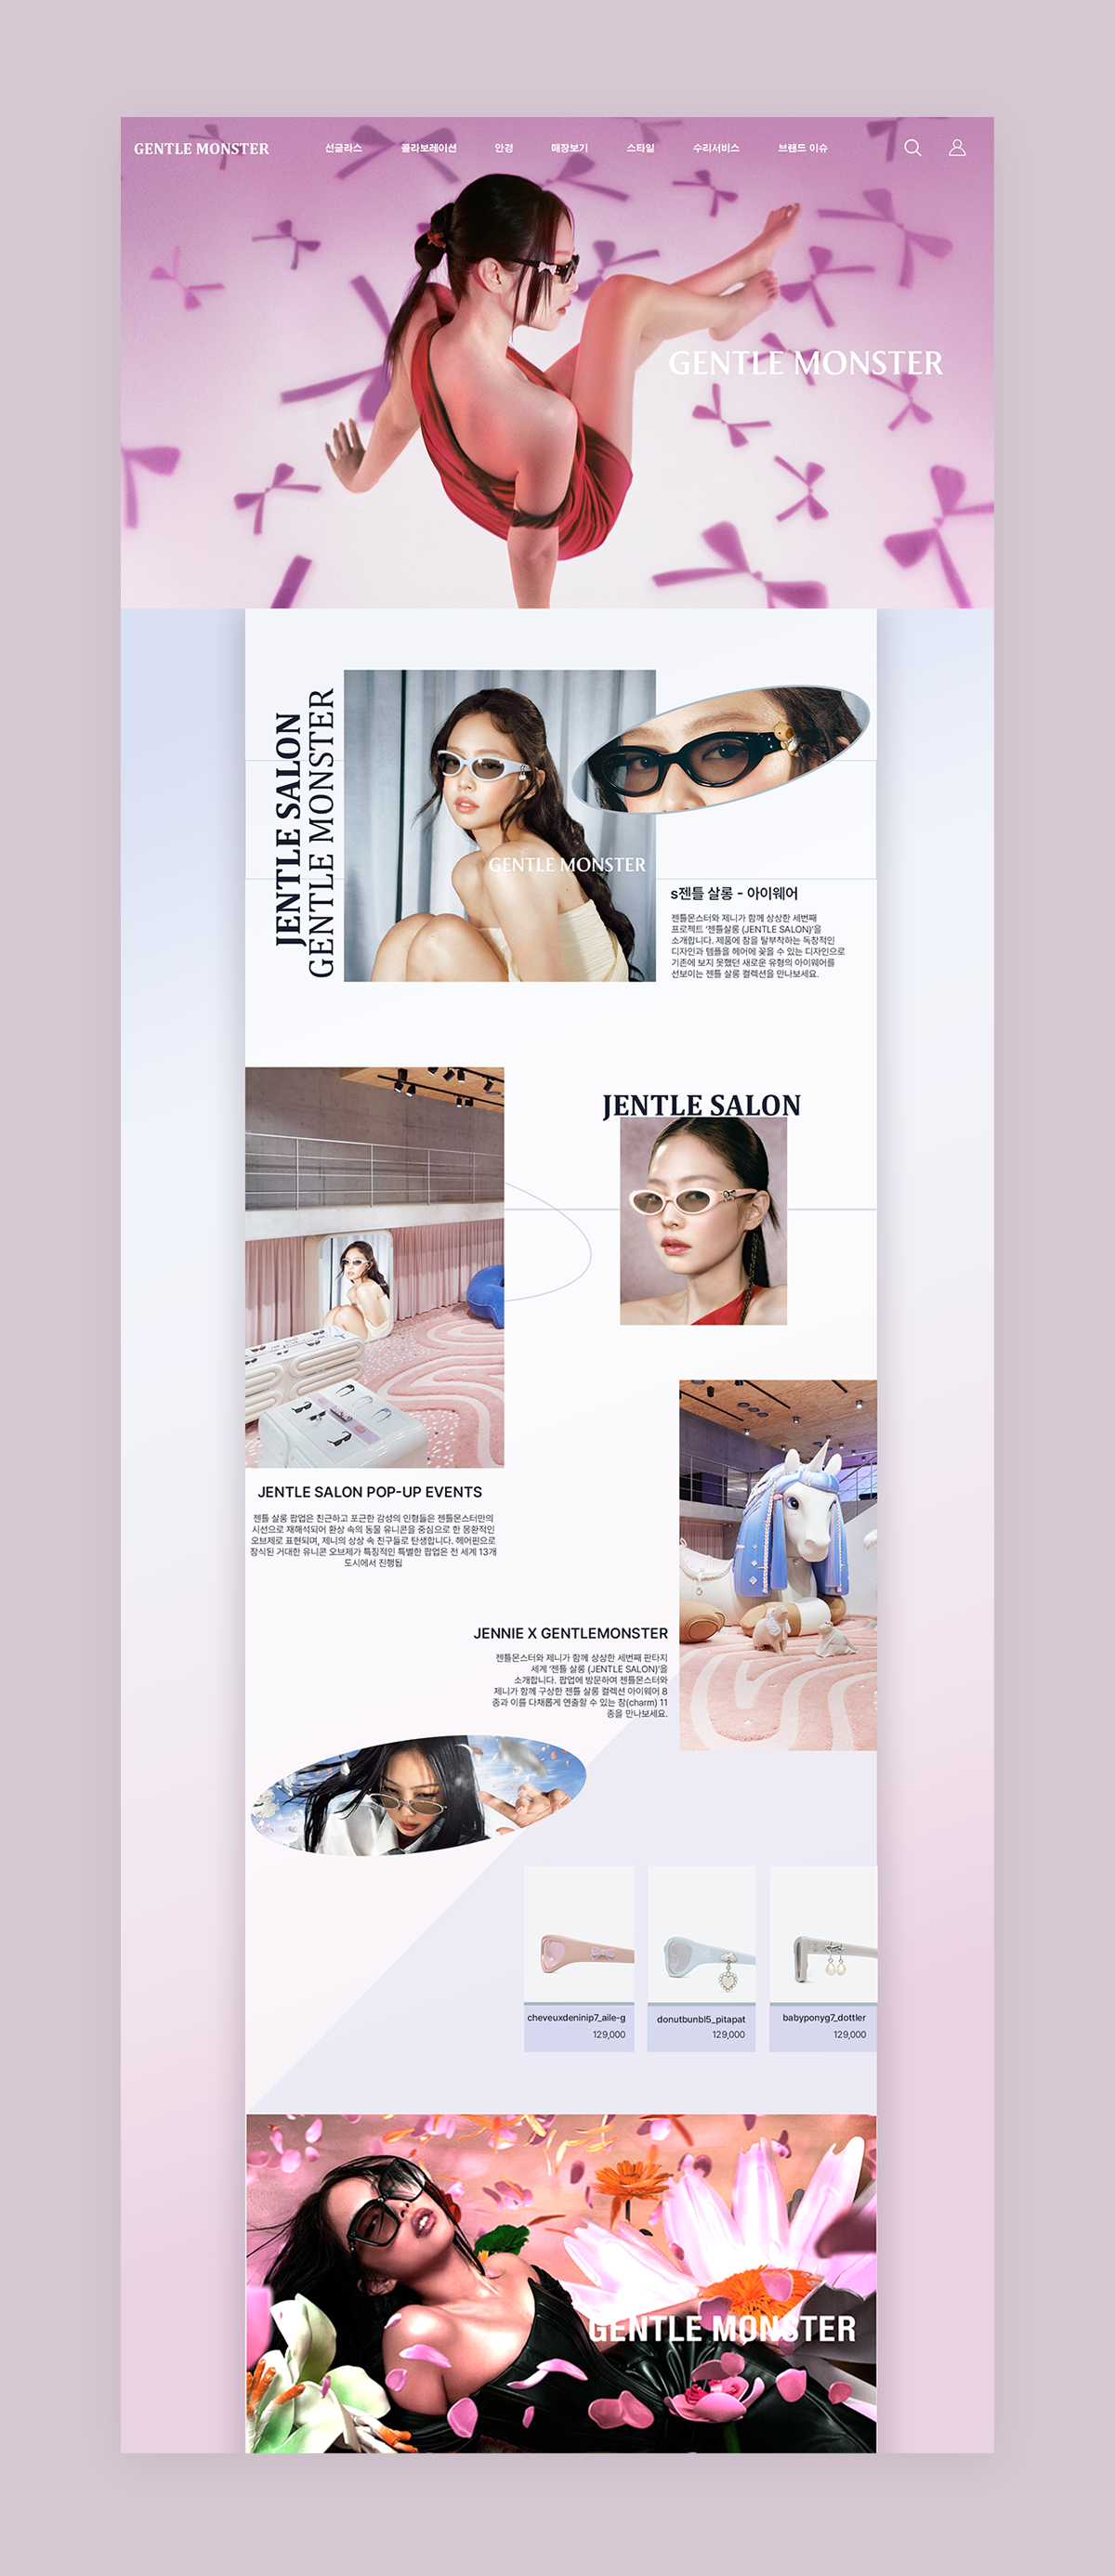 GENTLE MONSTER
선글라스 콜라보레이션 안경 매장보기 스타일 수리서비스 브랜드 이슈
GENTLE MONSTER
JENTLE SALON
GENTLE MONSTER
GENTLE MONSTER
s젠틀 살롱 - 아이웨어
젠틀몬스터와 제니가 함께 상상한 세번째
프로젝트 '젠틀살롱 (JENTLE SALON)'을
소개합니다. 제품에 참을 탈부착하는 독창적인
디자인과 템플을 헤어에 꽂을 수 있는 디자인으로
기존에 보지 못했던 새로운 유형의 아이웨어를
선보이는 젠틀 살롱 컬렉션을 만나보세요.
JENTLE SALON
JENTLE SALON POP-UP EVENTS
젠틀 살롱 팝업은 친근하고 포근한 감성의 인형들은 젠틀몬스터만의
시선으로 재해석되어 환상 속의 동물 유니콘을 중심으로 한 몽환적인
오브제로 표현되며, 제니의 상상 속 친구들로 탄생합니다. 헤어핀으로
장식된 거대한 유니콘 오브제가 특징적인 특별한 팝업은 전 세계 13개
도시에서 진행됩
JENNIE X GENTLEMONSTER
젠틀몬스터와 제니가 함께 상상한 세번째 판타지
세계 '젠틀 살롱 (JENTLE SALON)'을
소개합니다. 팝업에 방문하여 젠틀몬스터와
제니가 함께 구상한 젠틀 살롱 컬렉션 아이웨어 8
종과 이를 다채롭게 연출할 수 있는 참(charm) 11
종을 만나보세요.
cheveuxdeninip7_aile-g
129,000
donutbunbl5_pitapat
129,000
babyponyg7_dottler
129,000
GENTLE MONSTER